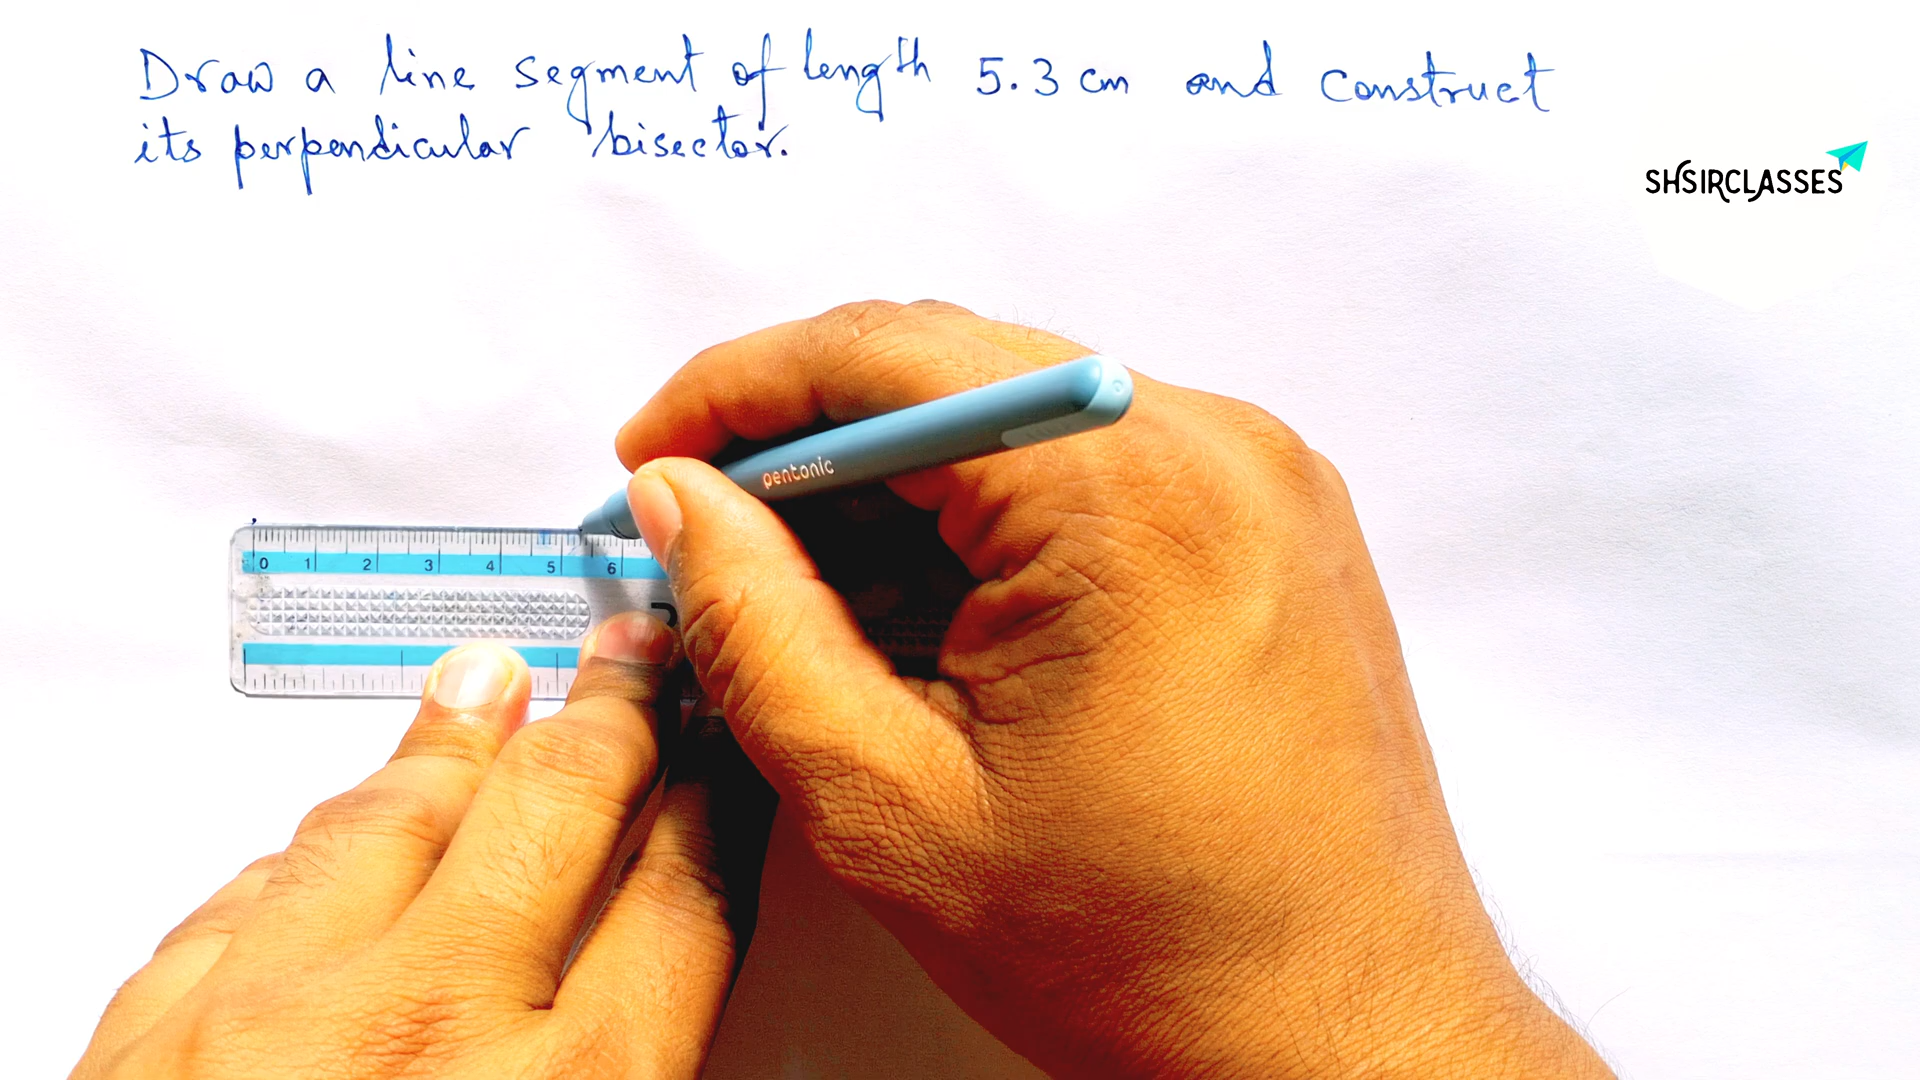 Draw a line segment of length 5.3 cm and construct
its perpendicular bisector.
SHSIRCLASSES
pentonic
0 1 2 3 4 5 6